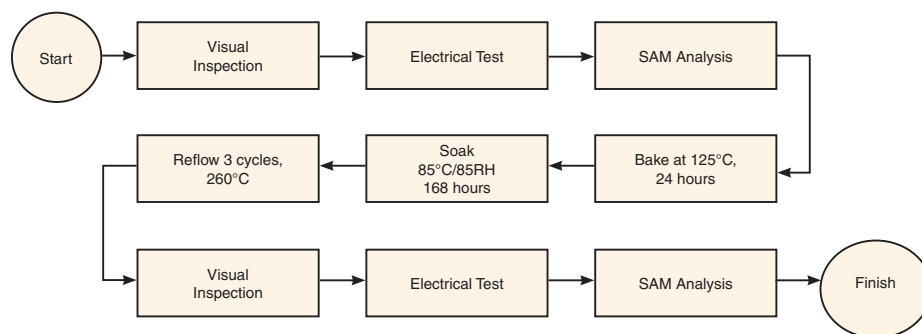 Start
Visual
Inspection
Electrical Test
SAM Analysis
Bake at 125°C,
24 hours
Soak
85°C/85RH
168 hours
Reflow 3 cycles,
260°C
Visual
Inspection
Electrical Test
SAM Analysis
Finish